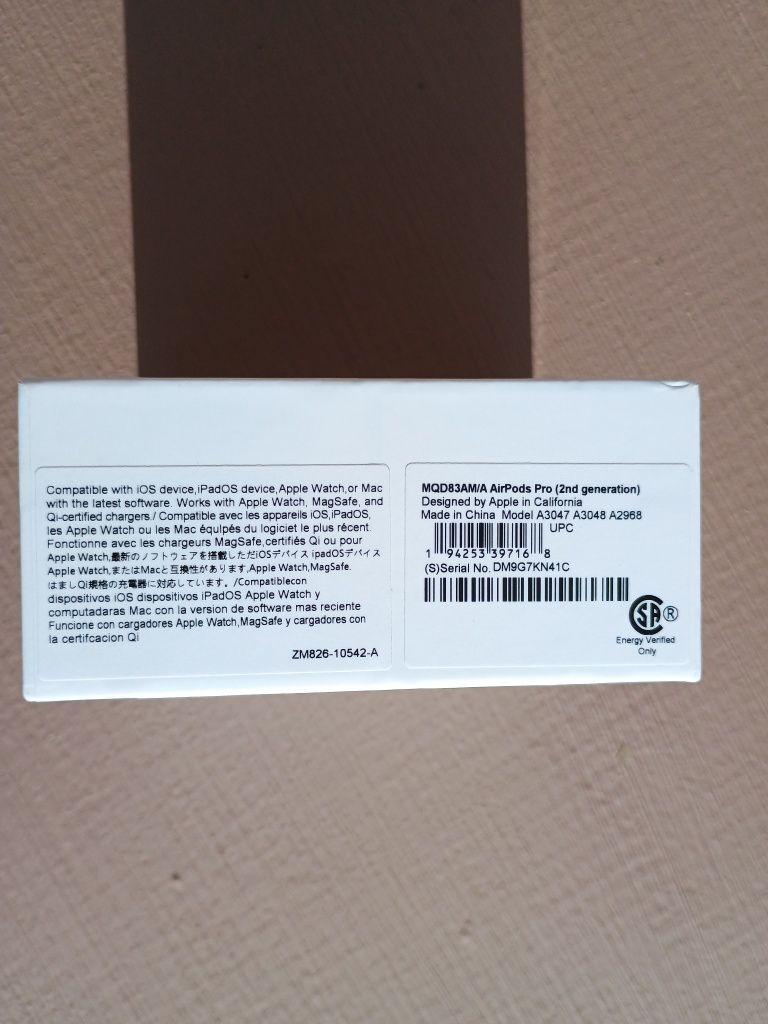 Compatible with iOS device,iPadOS device,Apple Watch,or Mac
with the latest software. Works with Apple Watch, MagSafe, and
Qi-certified chargers./ Compatible avec les appareils iOS,iPadOS,
les Apple Watch ou les Mac équipés du logiciet le plus récent.
Fonctionne avec les chargeurs MagSafe,certifiés Qi ou pour
Apple Watch,最新のソフトウェアを搭載しただiOSデバイス ipadOSデバイス
Apple Watch,またはMacと互換性があります,Apple Watch,MagSafe.
はましQi規格の充電器に対応しています。/Compatiblecon
dispositivos iOS dispositivos iPadOS Apple Watch y
computadaras Mac con la version de software mas reciente
Funcione con cargadores Apple Watch,MagSafe y cargadores con
la certifcacion Qi
ZM826-10542-A
MQD83AM/A AirPods Pro (2nd generation)
Designed by Apple in California
Made in China Model A3047 A3048 A2968
UPC
1 94253 39716 8
(S)Serial No. DM9G7KN41C
SA ®
Energy Verified
Only